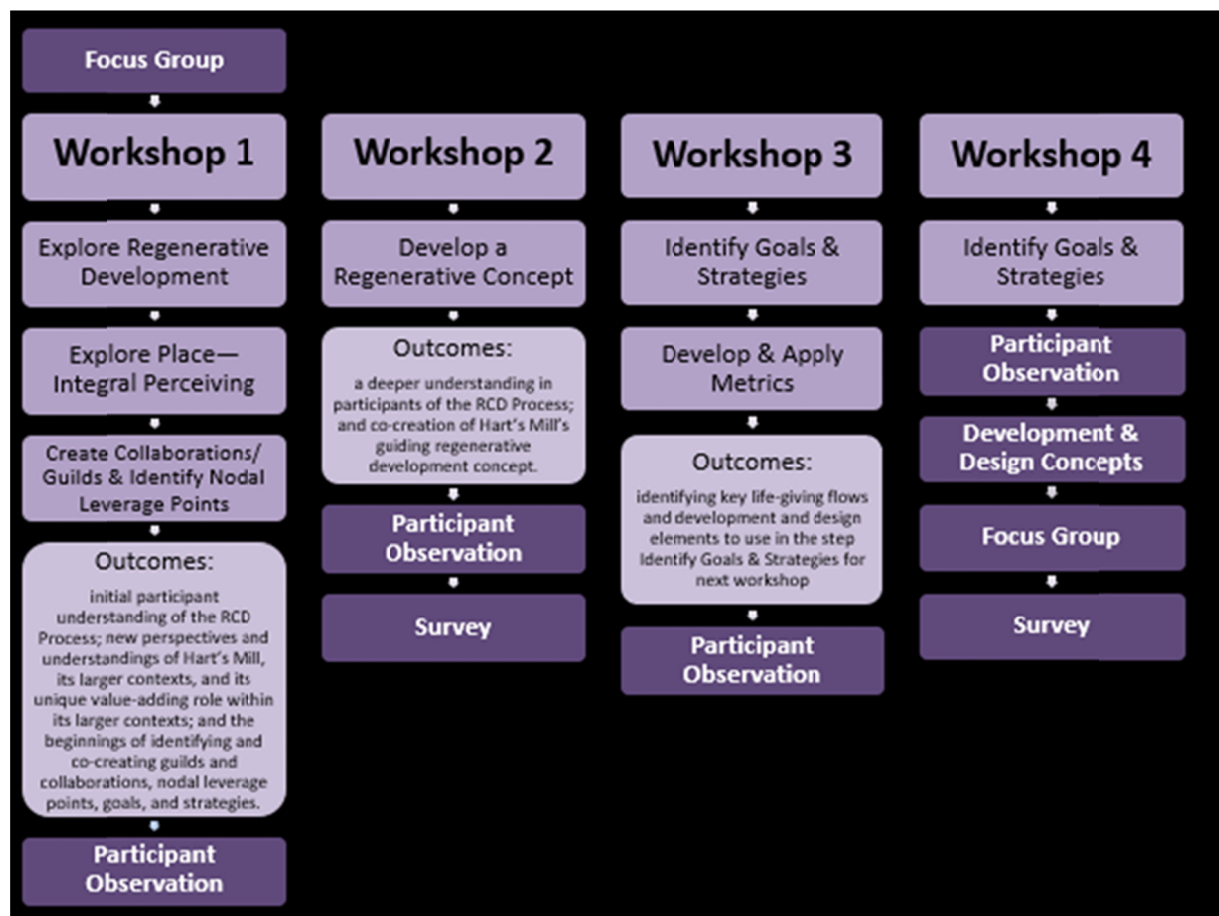 Focus Group
Workshop 1
Explore Regenerative
Development
Explore Place—
Integral Perceiving
Create Collaborations/
Guilds & Identify Nodal
Leverage Points
Outcomes:
initial participant
understanding of the RCD
Process; new perspectives and
understandings of Hart's Mill,
its larger contexts, and its
unique value-adding role within
its larger contexts; and the
beginnings of identifying and
co-creating guilds and
collaborations, nodal leverage
points, goals, and strategies.
Participant
Observation
Workshop 2
Develop a
Regenerative Concept
Outcomes:
a deeper understanding in
participants of the RCD Process;
and co-creation of Hart's Mill's
guiding regenerative
development concept.
Participant
Observation
Survey
Workshop 3
Identify Goals &
Strategies
Develop & Apply
Metrics
Outcomes:
identifying key life-giving flows
and development and design
elements to use in the step
Identify Goals & Strategies for
next workshop
Participant
Observation
Workshop 4
Identify Goals &
Strategies
Participant
Observation
Development &
Design Concepts
Focus Group
Survey